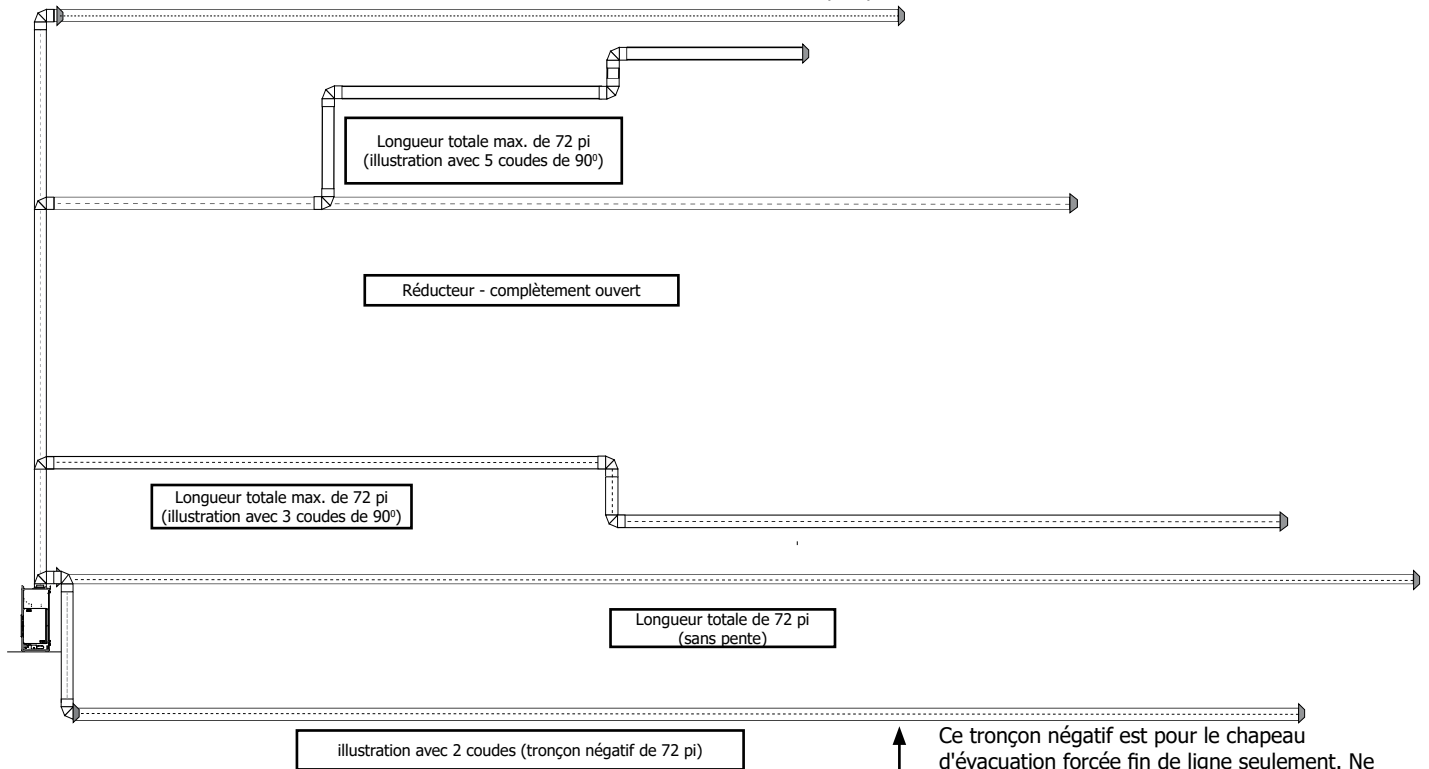 Longueur totale max. de 72 pi
(illustration avec 5 coudes de 90⁰)
Réducteur - complètement ouvert
Longueur totale max. de 72 pi
(illustration avec 3 coudes de 90⁰)
Longueur totale de 72 pi
(sans pente)
illustration avec 2 coudes (tronçon négatif de 72 pi)
Ce tronçon négatif est pour le chapeau
d'évacuation forcée fin de ligne seulement. Ne